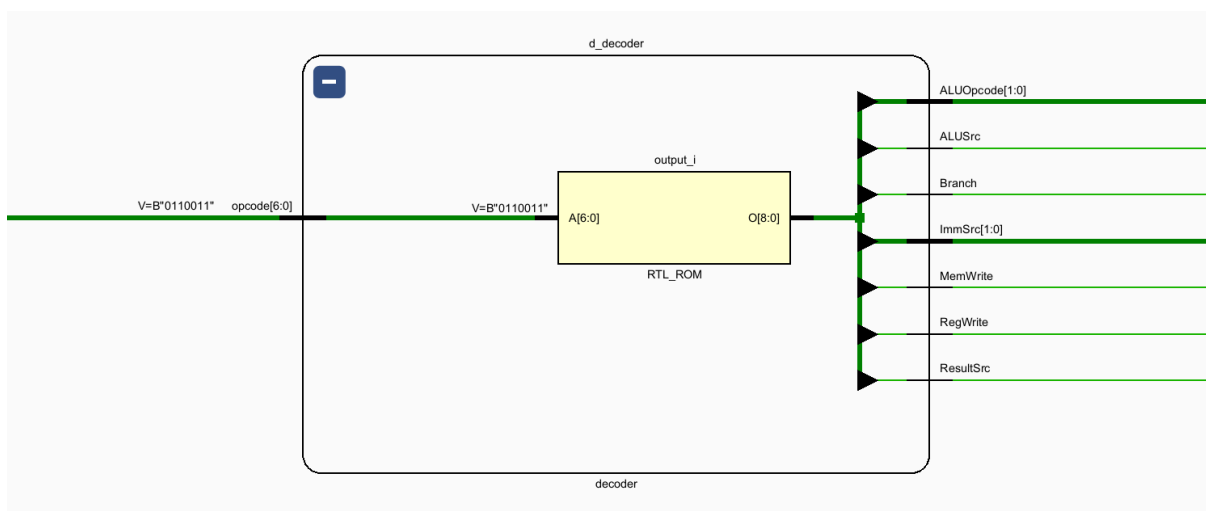 d_decoder
ALUOpcode[1:0]
ALUSrc
output_i
Branch
V=B"0110011" opcode[6:0]
V=B"0110011"
A[6:0]
O[8:0]
ImmSrc[1:0]
RTL_ROM
MemWrite
RegWrite
ResultSrc
decoder